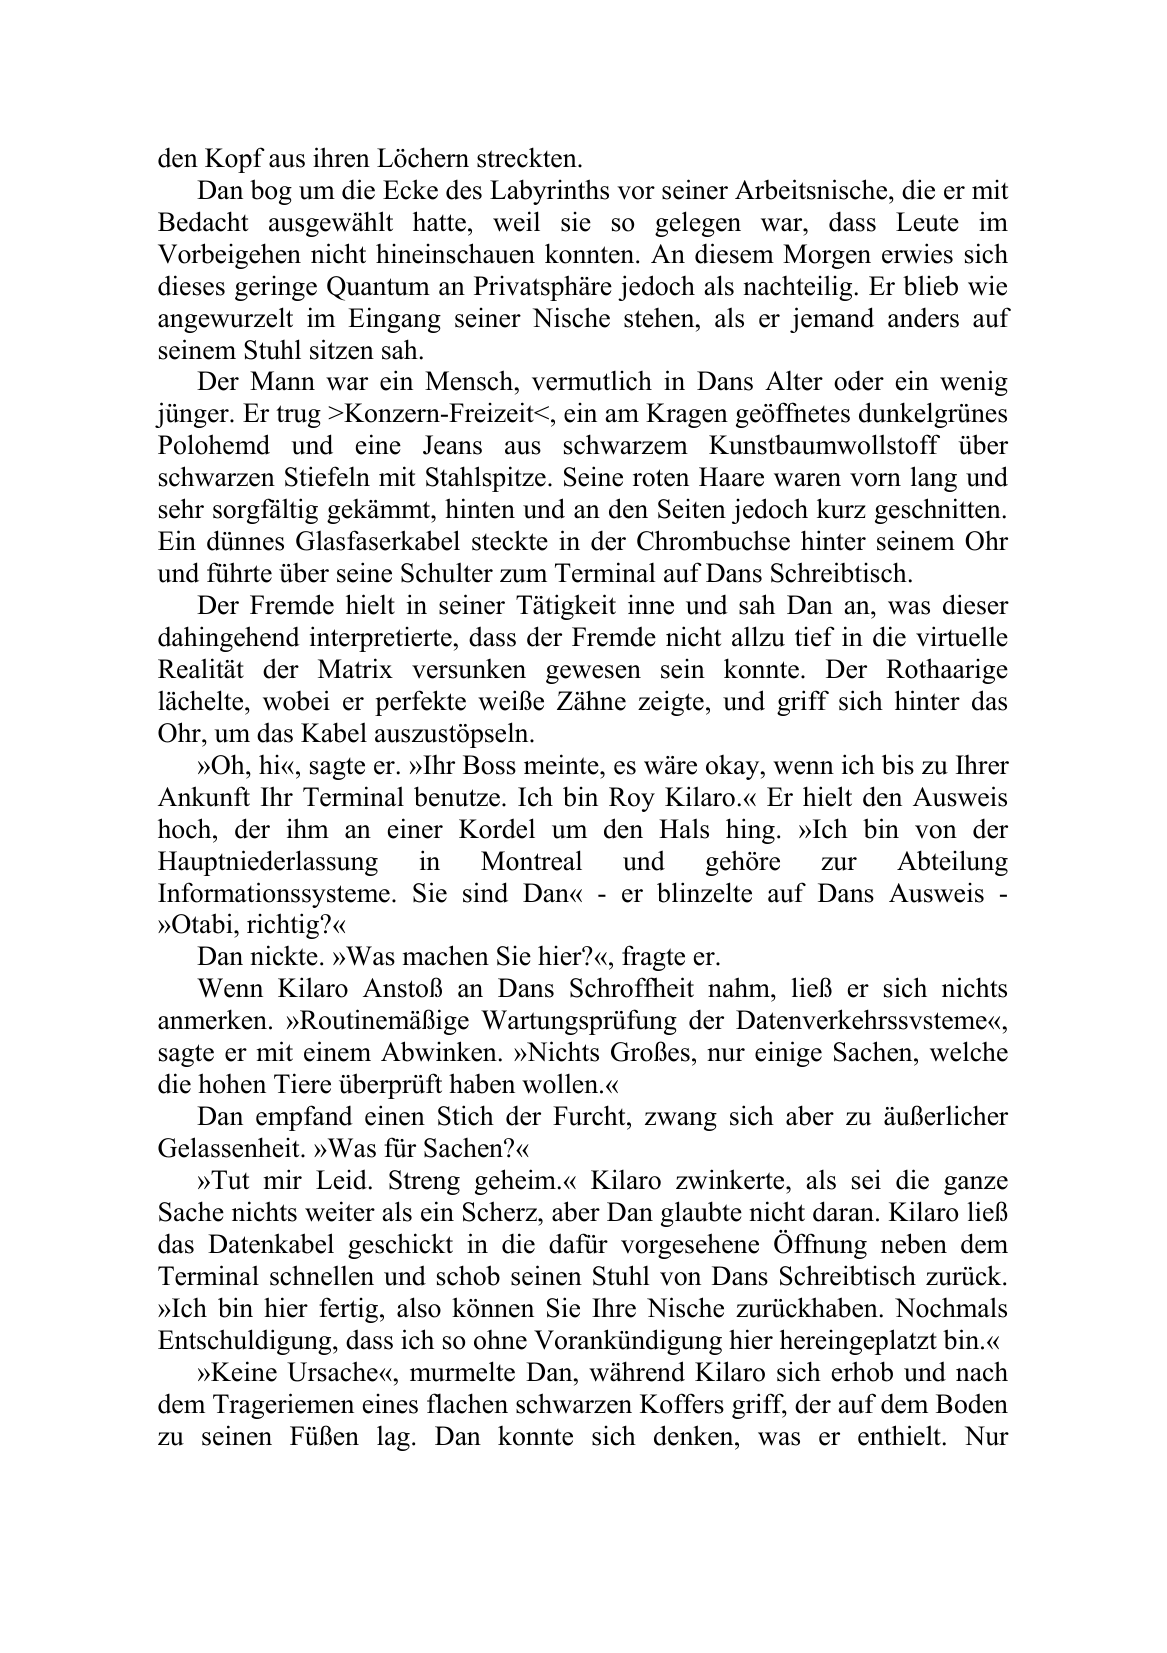 den Kopf aus ihren Löchern streckten.
Dan bog um die Ecke des Labyrinths vor seiner Arbeitsnische, die er mit
Bedacht ausgewählt hatte, weil sie so gelegen war, dass Leute im
Vorbeigehen nicht hineinschauen konnten. An diesem Morgen erwies sich
dieses geringe Quantum an Privatsphäre jedoch als nachteilig. Er blieb wie
angewurzelt im Eingang seiner Nische stehen, als er jemand anders auf
seinem Stuhl sitzen sah.
Der Mann war ein Mensch, vermutlich in Dans Alter oder ein wenig
jünger. Er trug >Konzern-Freizeit<, ein am Kragen geöffnetes dunkelgrünes
Polohemd und eine Jeans aus schwarzem Kunstbaumwollstoff über
schwarzen Stiefeln mit Stahlspitze. Seine roten Haare waren vorn lang und
sehr sorgfältig gekämmt, hinten und an den Seiten jedoch kurz geschnitten.
Ein dünnes Glasfaserkabel steckte in der Chrombuchse hinter seinem Ohr
und führte über seine Schulter zum Terminal auf Dans Schreibtisch.
Der Fremde hielt in seiner Tätigkeit inne und sah Dan an, was dieser
dahingehend interpretierte, dass der Fremde nicht allzu tief in die virtuelle
Realität der Matrix versunken gewesen sein konnte. Der Rothaarige
lächelte, wobei er perfekte weiße Zähne zeigte, und griff sich hinter das
Ohr, um das Kabel auszustöpseln.
»Oh, hi«, sagte er. »Ihr Boss meinte, es wäre okay, wenn ich bis zu Ihrer
Ankunft Ihr Terminal benutze. Ich bin Roy Kilaro.« Er hielt den Ausweis
hoch, der ihm an einer Kordel um den Hals hing. »Ich bin von der
Hauptniederlassung in Montreal und gehöre zur Abteilung
Informationssysteme. Sie sind Dan« - er blinzelte auf Dans Ausweis -
»Otabi, richtig?«
Dan nickte. »Was machen Sie hier?«, fragte er.
Wenn Kilaro Anstoß an Dans Schroffheit nahm, ließ er sich nichts
anmerken. »Routinemäßige Wartungsprüfung der Datenverkehrssvsteme«,
sagte er mit einem Abwinken. »Nichts Großes, nur einige Sachen, welche
die hohen Tiere überprüft haben wollen.«
Dan empfand einen Stich der Furcht, zwang sich aber zu äußerlicher
Gelassenheit. »Was für Sachen?«
»Tut mir Leid. Streng geheim.« Kilaro zwinkerte, als sei die ganze
Sache nichts weiter als ein Scherz, aber Dan glaubte nicht daran. Kilaro ließ
das Datenkabel geschickt in die dafür vorgesehene Öffnung neben dem
Terminal schnellen und schob seinen Stuhl von Dans Schreibtisch zurück.
»Ich bin hier fertig, also können Sie Ihre Nische zurückhaben. Nochmals
Entschuldigung, dass ich so ohne Vorankündigung hier hereingeplatzt bin.«
»Keine Ursache«, murmelte Dan, während Kilaro sich erhob und nach
dem Trageriemen eines flachen schwarzen Koffers griff, der auf dem Boden
zu seinen Füßen lag. Dan konnte sich denken, was er enthielt. Nur